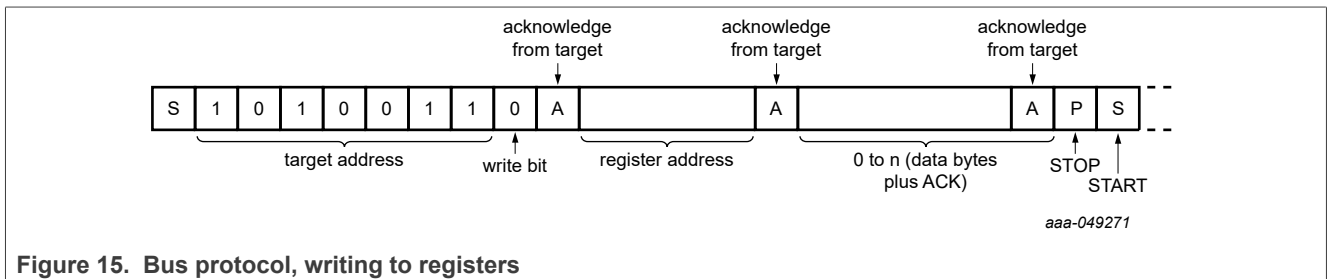 acknowledge
from target
acknowledge
from target
acknowledge
from target
S 1 0 1 0 0 1 1 0 A A A P S
target address
write bit
register address
0 to n (data bytes
plus ACK)
STOP
START
aaa-049271
Figure 15. Bus protocol, writing to registers